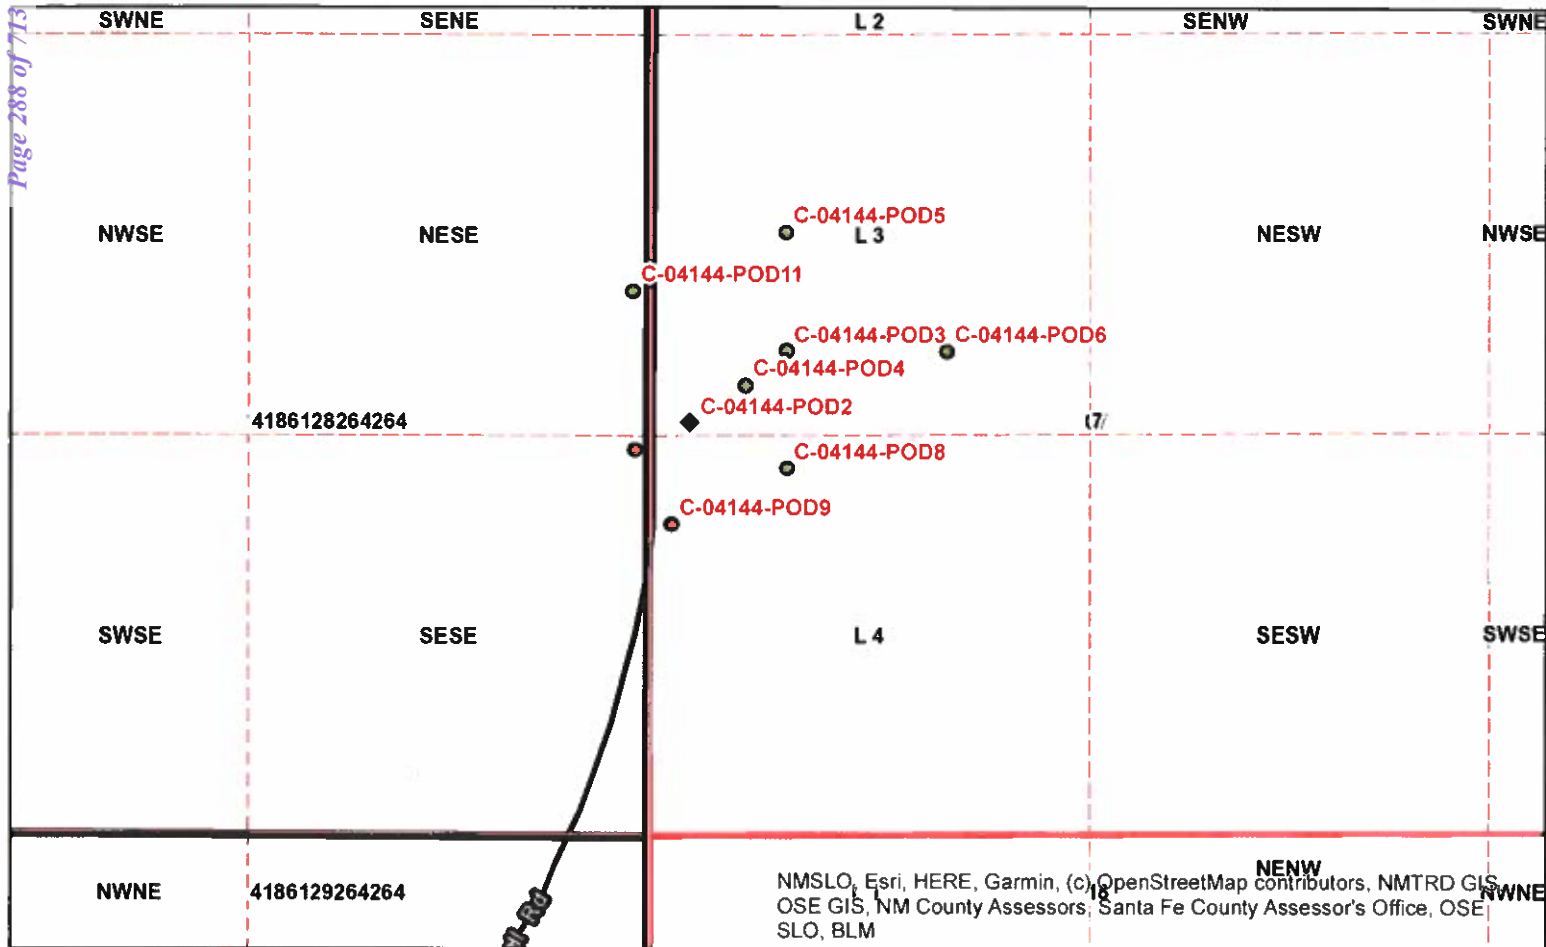 Page 288 of 713
SWNE SENE L 2 SENW SWNE
C-04144-POD5
NWSE NESE L 3 NESW NWSE
C-04144-POD11
C-04144-POD3 C-04144-POD6
C-04144-POD4
C-04144-POD2
4186128264264
C-04144-POD8
C-04144-POD9
SWSE SESE L 4 SESW SWSE
NENW
NWNE 4186129264264 18 NWNE
Rd
NMSLO, Esri, HERE, Garmin, (c) OpenStreetMap contributors, NMTRD GIS,
OSE GIS, NM County Assessors, Santa Fe County Assessor's Office, OSE
SLO, BLM